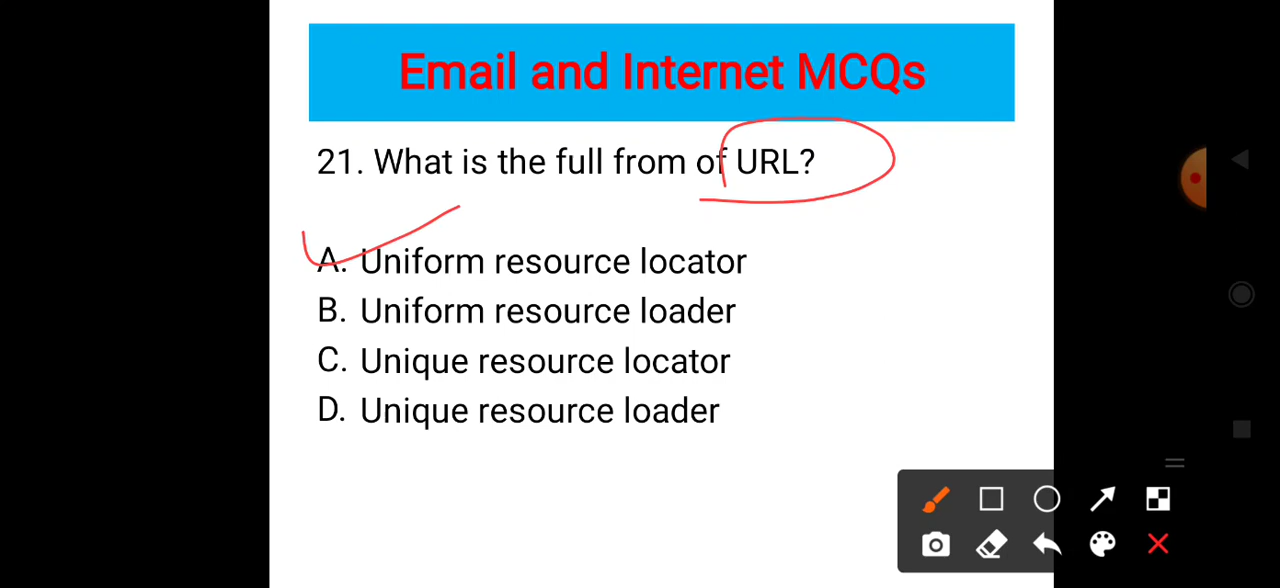 Email and Internet MCQs
21. What is the full from of URL?
A. Uniform resource locator
B. Uniform resource loader
C. Unique resource locator
D. Unique resource loader